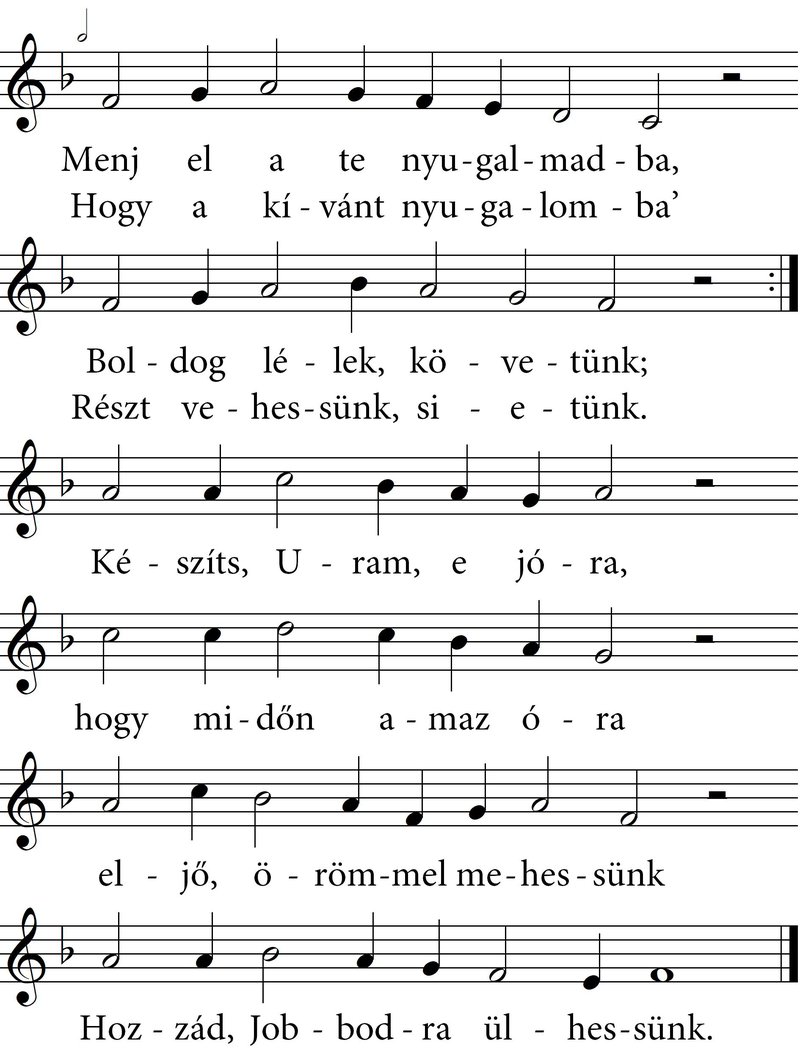 Menj el a te nyu-gal-mad-ba,
Hogy a kí-vánt nyu-ga-lom-ba’
Bol-dog lé-lek, kö-ve-tünk;
Részt ve-hes-sünk, si-e-tünk.
Ké-szíts, U-ram, e jó-ra,
hogy mi-dőn a-maz ó-ra
el-jő, ö-röm-mel me-hes-sünk
Hoz-zád, Job-bod-ra ül-hes-sünk.